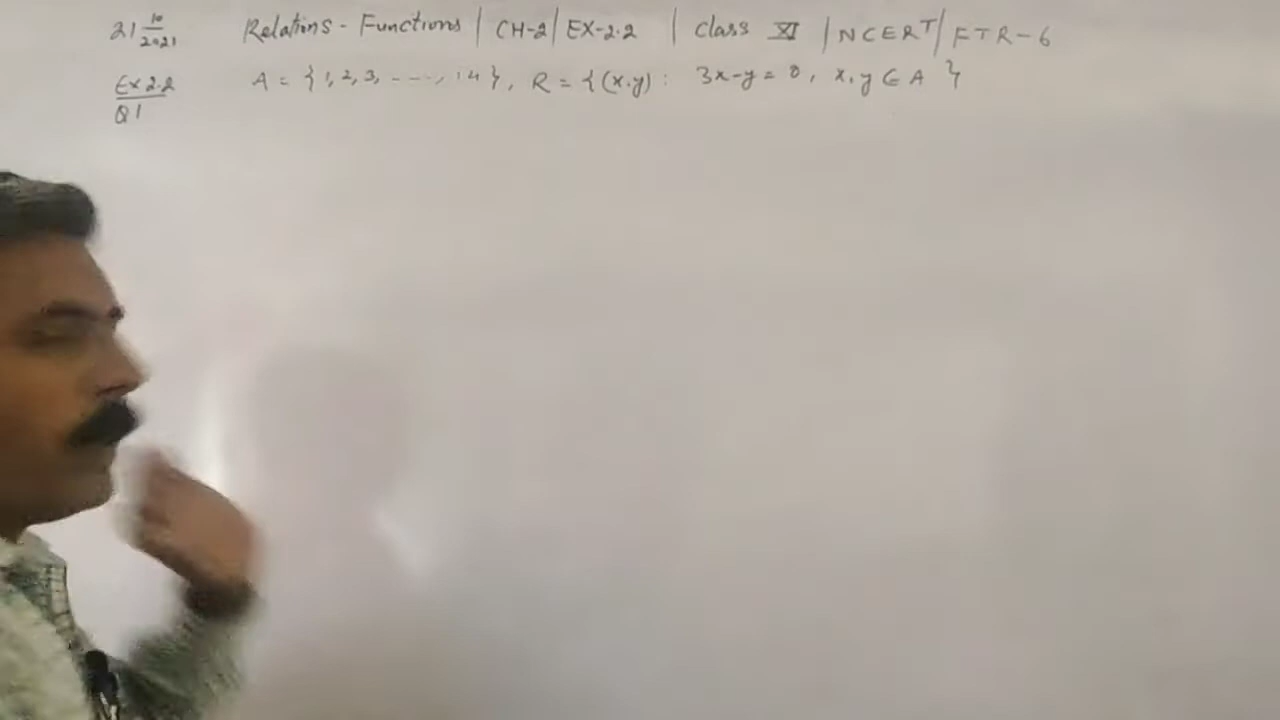 21 10/2021 Relations - Functions | CH-2 | EX-2.2 | Class XI | NCERT | FTR-6
Ex 2.2 A = {1, 2, 3, ----, 14}, R = {(x,y) : 3x-y = 0, x,y ∈ A }
Q1